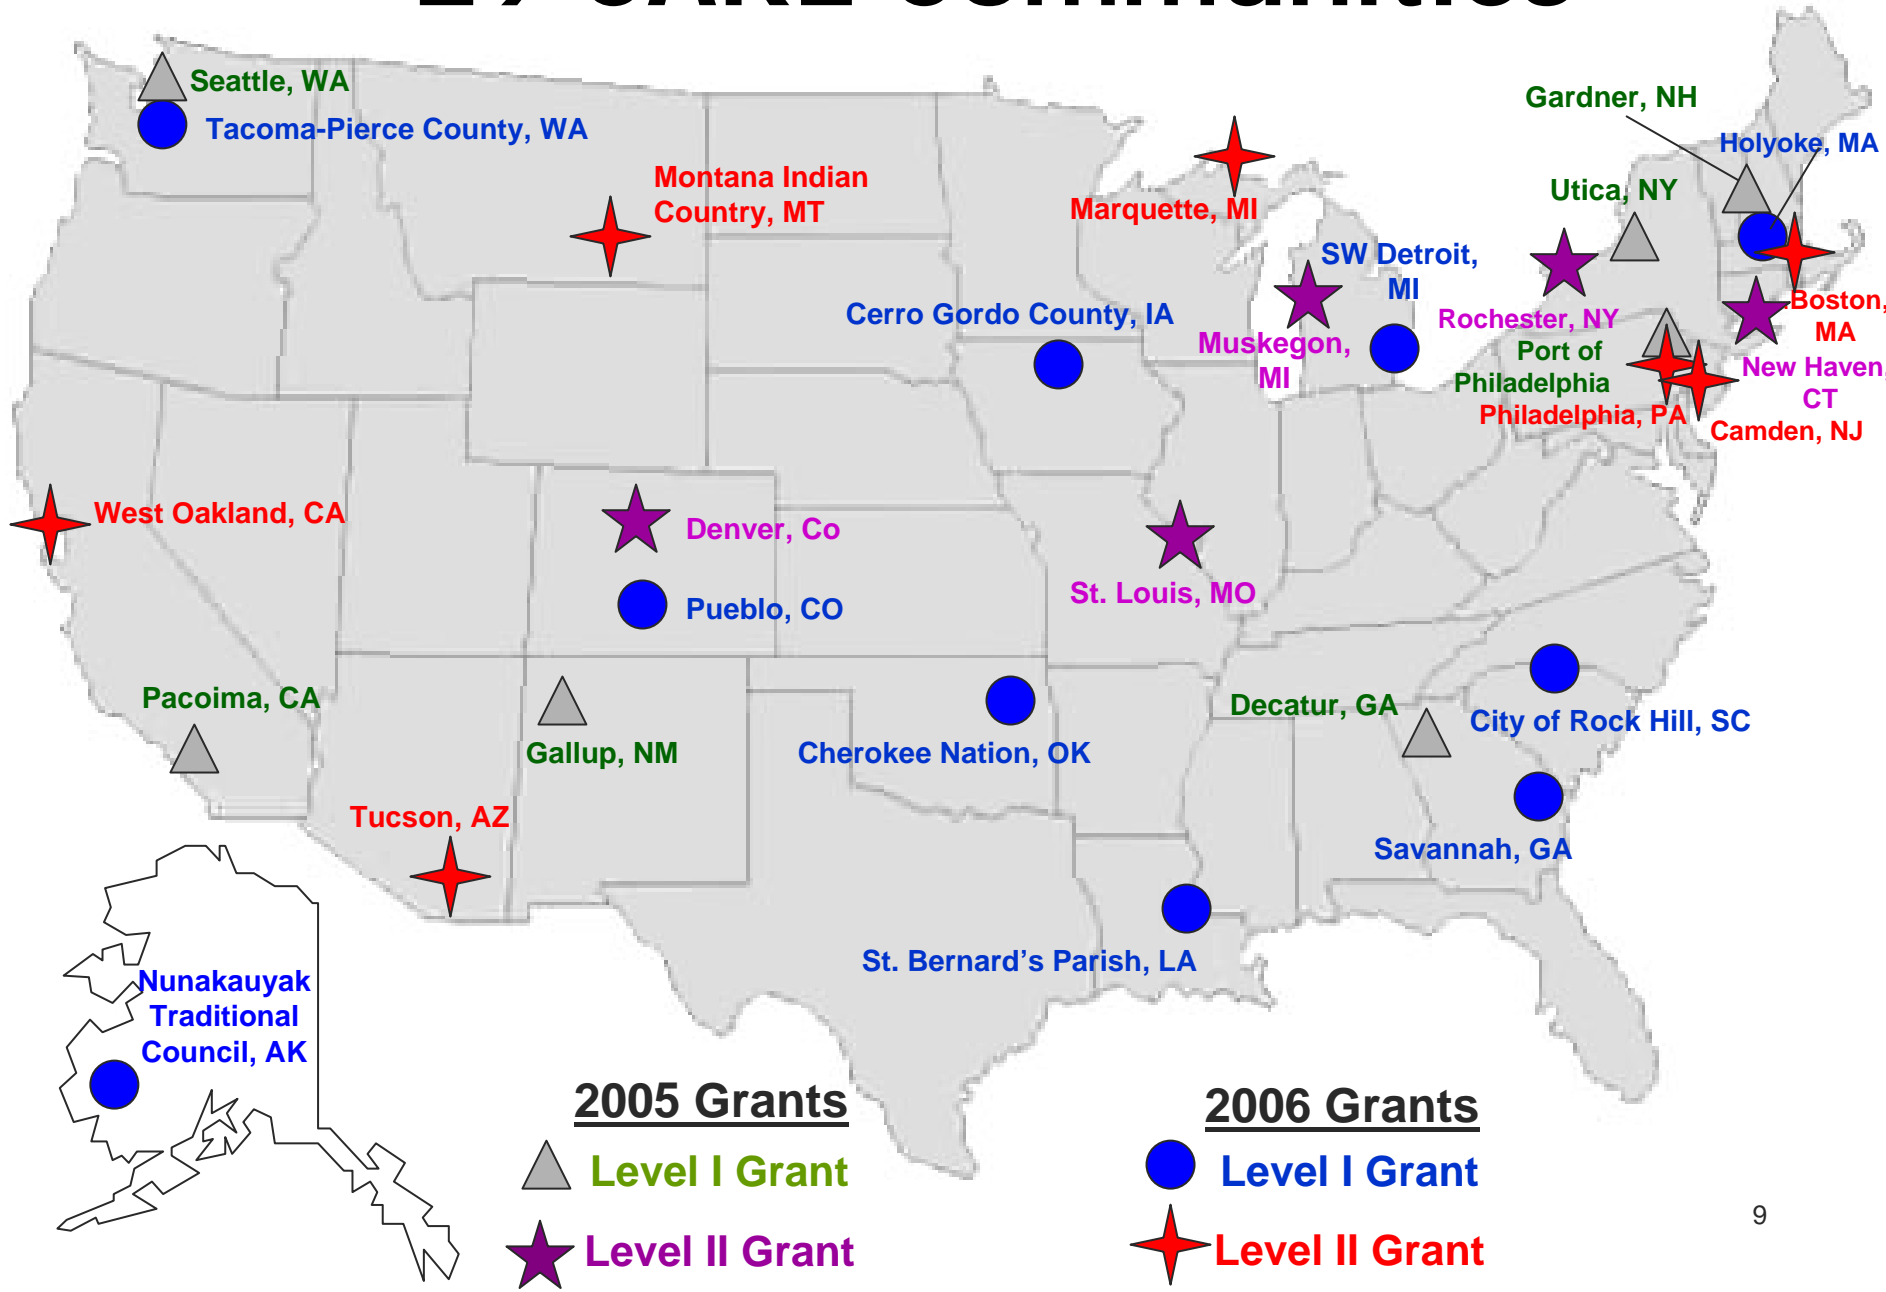 CARE Communities
Seattle, WA
Tacoma-Pierce County, WA
Montana Indian
Country, MT
Marquette, MI
Gardner, NH
Holyoke, MA
Utica, NY
SW Detroit,
MI
Cerro Gordo County, IA
Muskegon,
MI
Rochester, NY
Boston,
MA
Port of
Philadelphia
Philadelphia, PA
New Haven,
CT
Camden, NJ
West Oakland, CA
Denver, Co
Pueblo, CO
St. Louis, MO
Pacoima, CA
Gallup, NM
Cherokee Nation, OK
Decatur, GA
City of Rock Hill, SC
Tucson, AZ
Savannah, GA
St. Bernard’s Parish, LA
Nunakauyak
Traditional
Council, AK
2005 Grants
Level I Grant
Level II Grant
2006 Grants
Level I Grant
Level II Grant
9